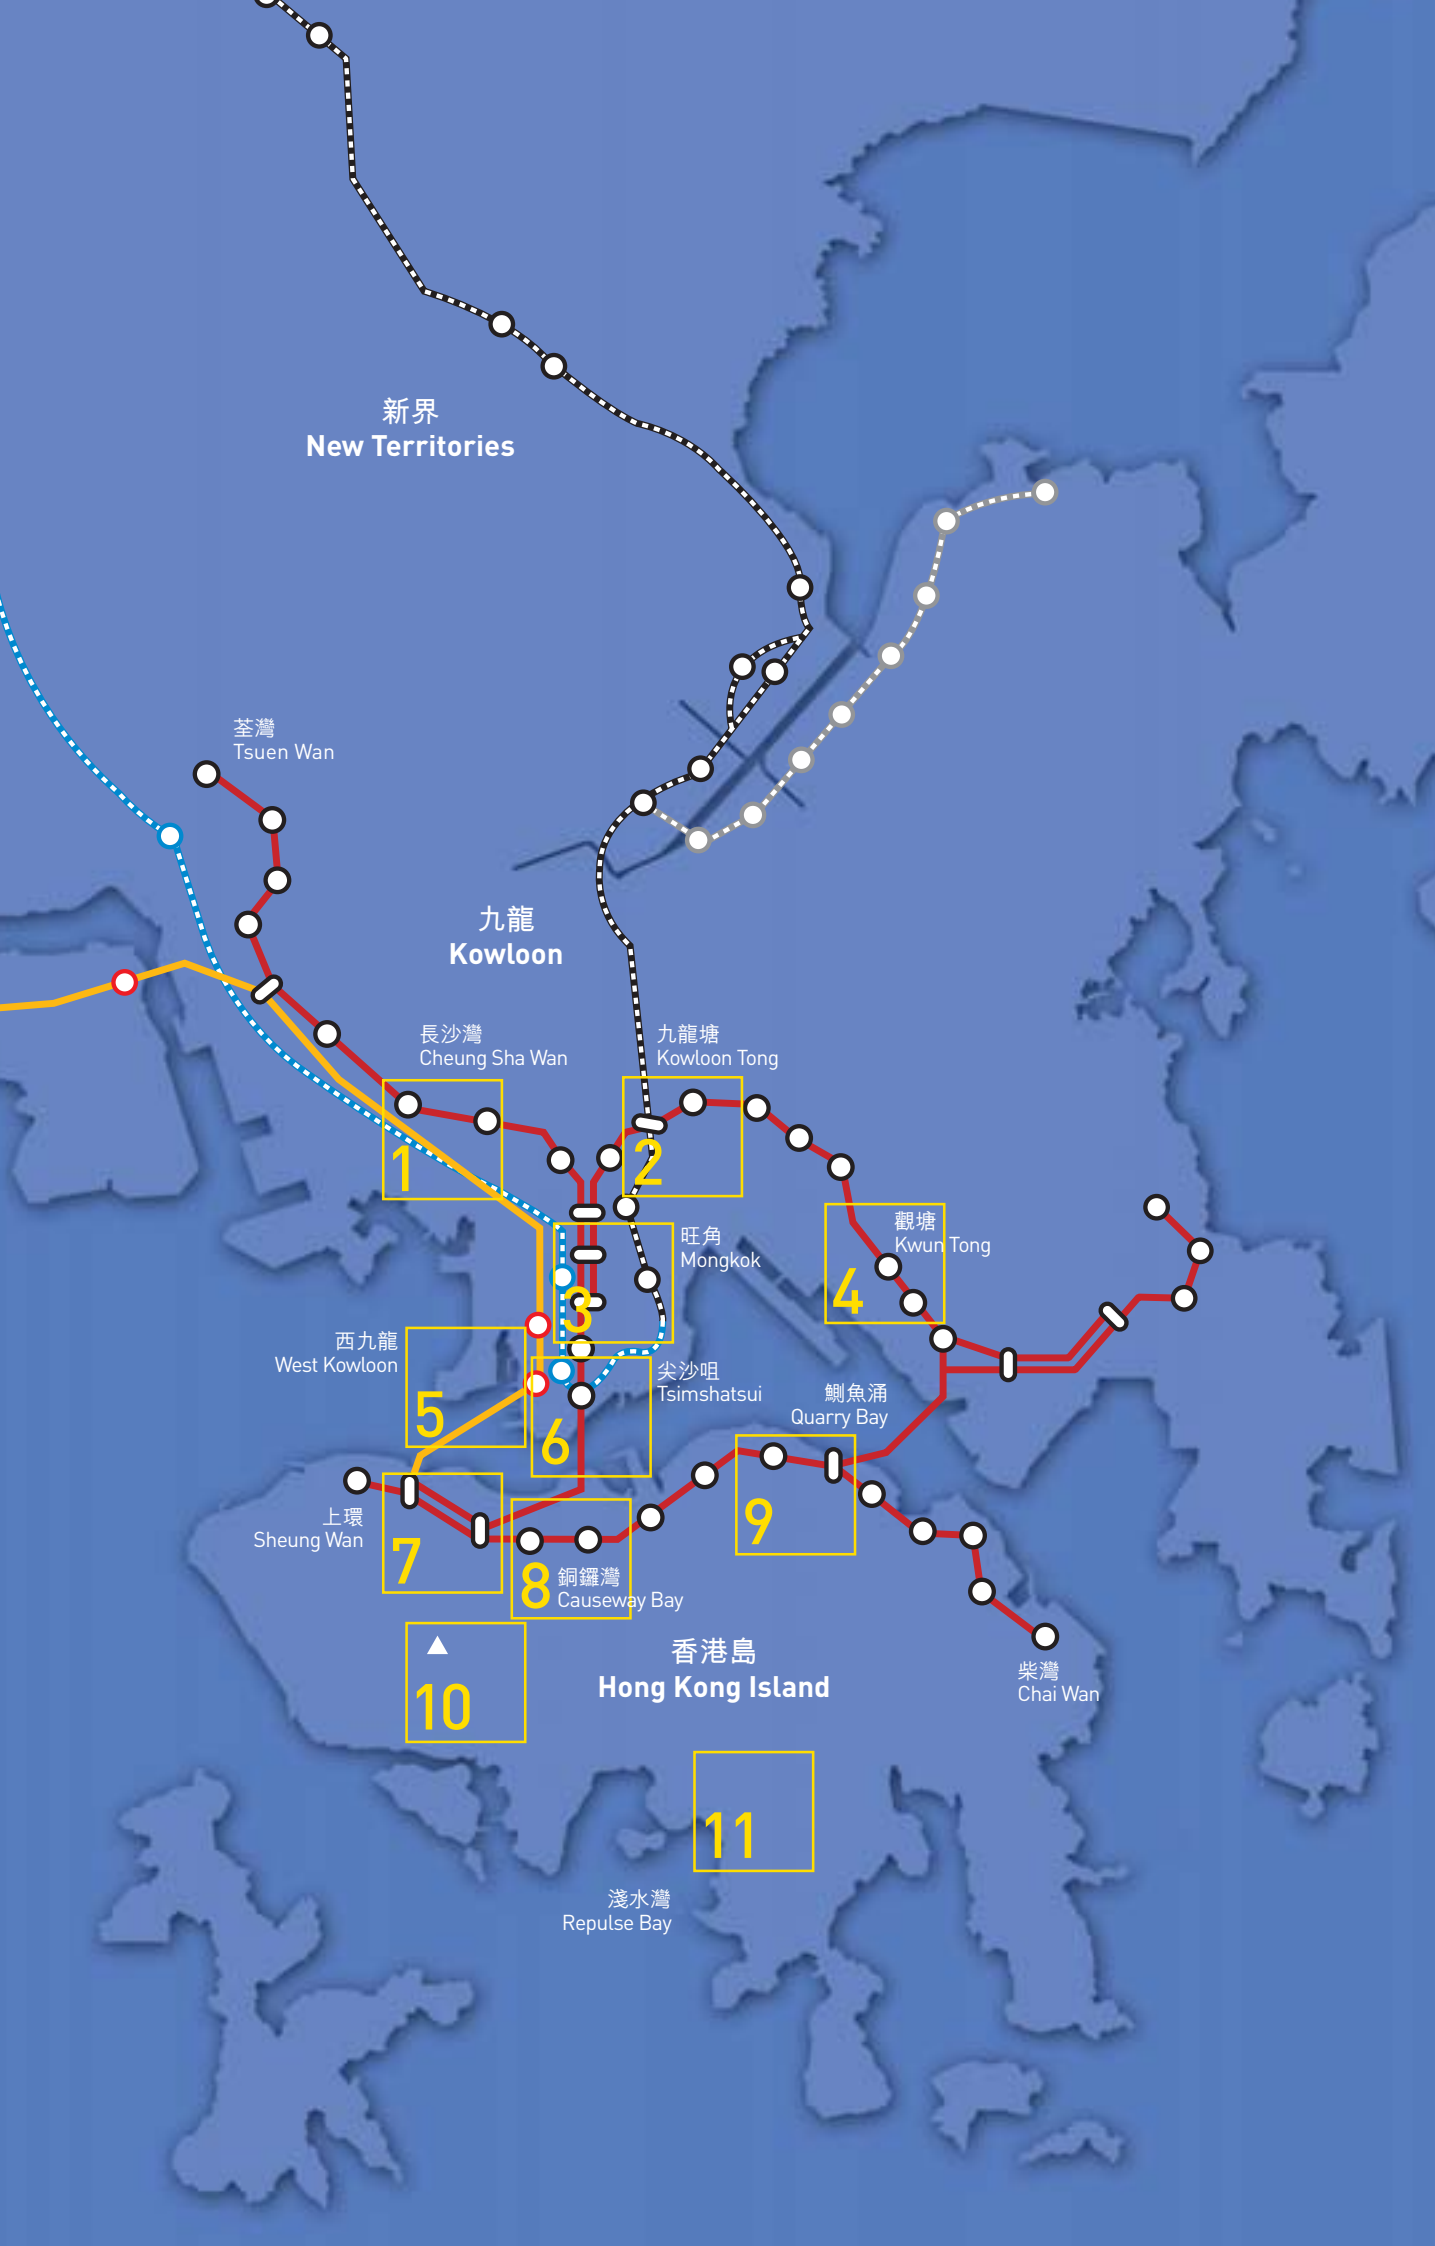 新界
New Territories
荃灣
Tsuen Wan
九龍
Kowloon
長沙灣
Cheung Sha Wan
九龍塘
Kowloon Tong
1
2
旺角
Mongkok
3
觀塘
Kwun Tong
4
西九龍
West Kowloon
5
尖沙咀
Tsimshatsui
6
鰂魚涌
Quarry Bay
上環
Sheung Wan
7
8
銅鑼灣
Causeway Bay
9
香港島
Hong Kong Island
柴灣
Chai Wan
10
11
淺水灣
Repulse Bay